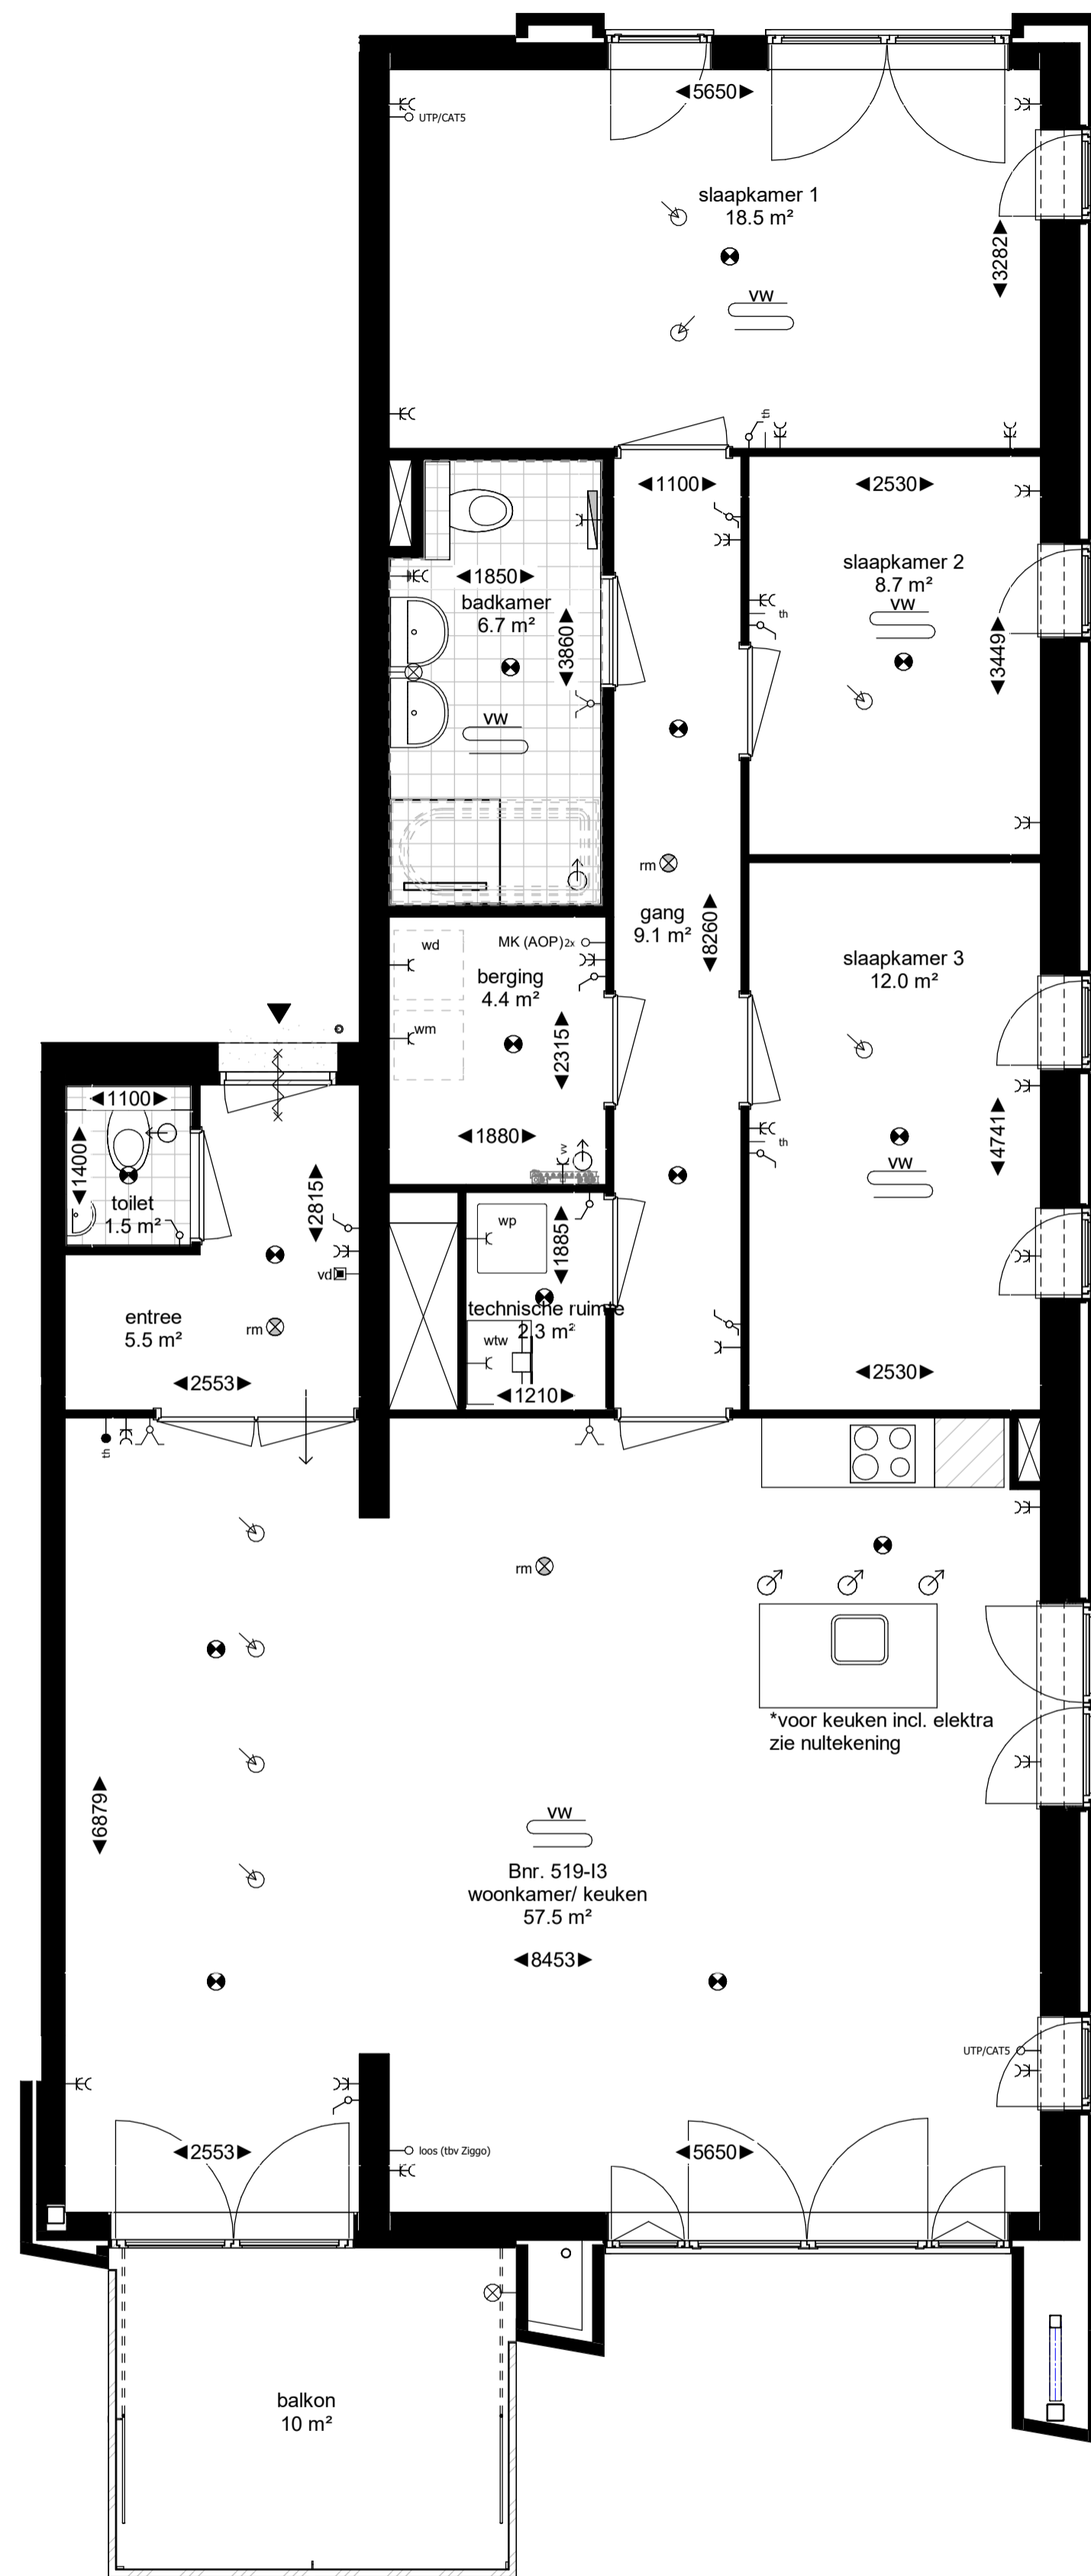 5650
UTP/CAT5
slaapkamer 1
18.5 m²
3282
vw
th
1100
2530
slaapkamer 2
8.7 m²
vw
1850
badkamer
6.7 m²
3860
th
3449
vw
rm
gang
9.1 m²
8260
slaapkamer 3
12.0 m²
wd
MK (AOP) 2x
berging
4.4 m²
wm
2315
1880
vv
th
4741
vw
1100
1400
toilet
1.5 m²
2815
vd
entree
5.5 m²
rm
2553
wp
1885
technische ruimte
2.3 m²
wtw
1210
2530
th
rm
*voor keuken incl. elektra
zie nultekening
6879
vw
Bnr. 519-I3
woonkamer/ keuken
57.5 m²
8453
UTP/CAT5
2553
loos (tbv Ziggo)
5650
balkon
10 m²